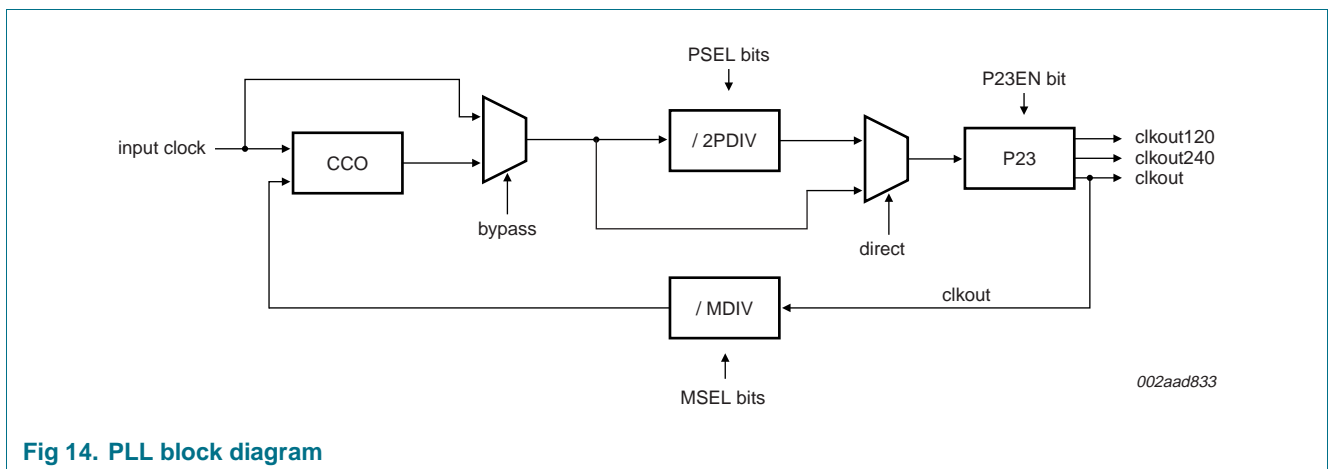 PSEL bits
P23EN bit
input clock
CCO
/ 2PDIV
P23
clkout120
clkout240
clkout
bypass
direct
/ MDIV
clkout
MSEL bits
002aad833
Fig 14. PLL block diagram